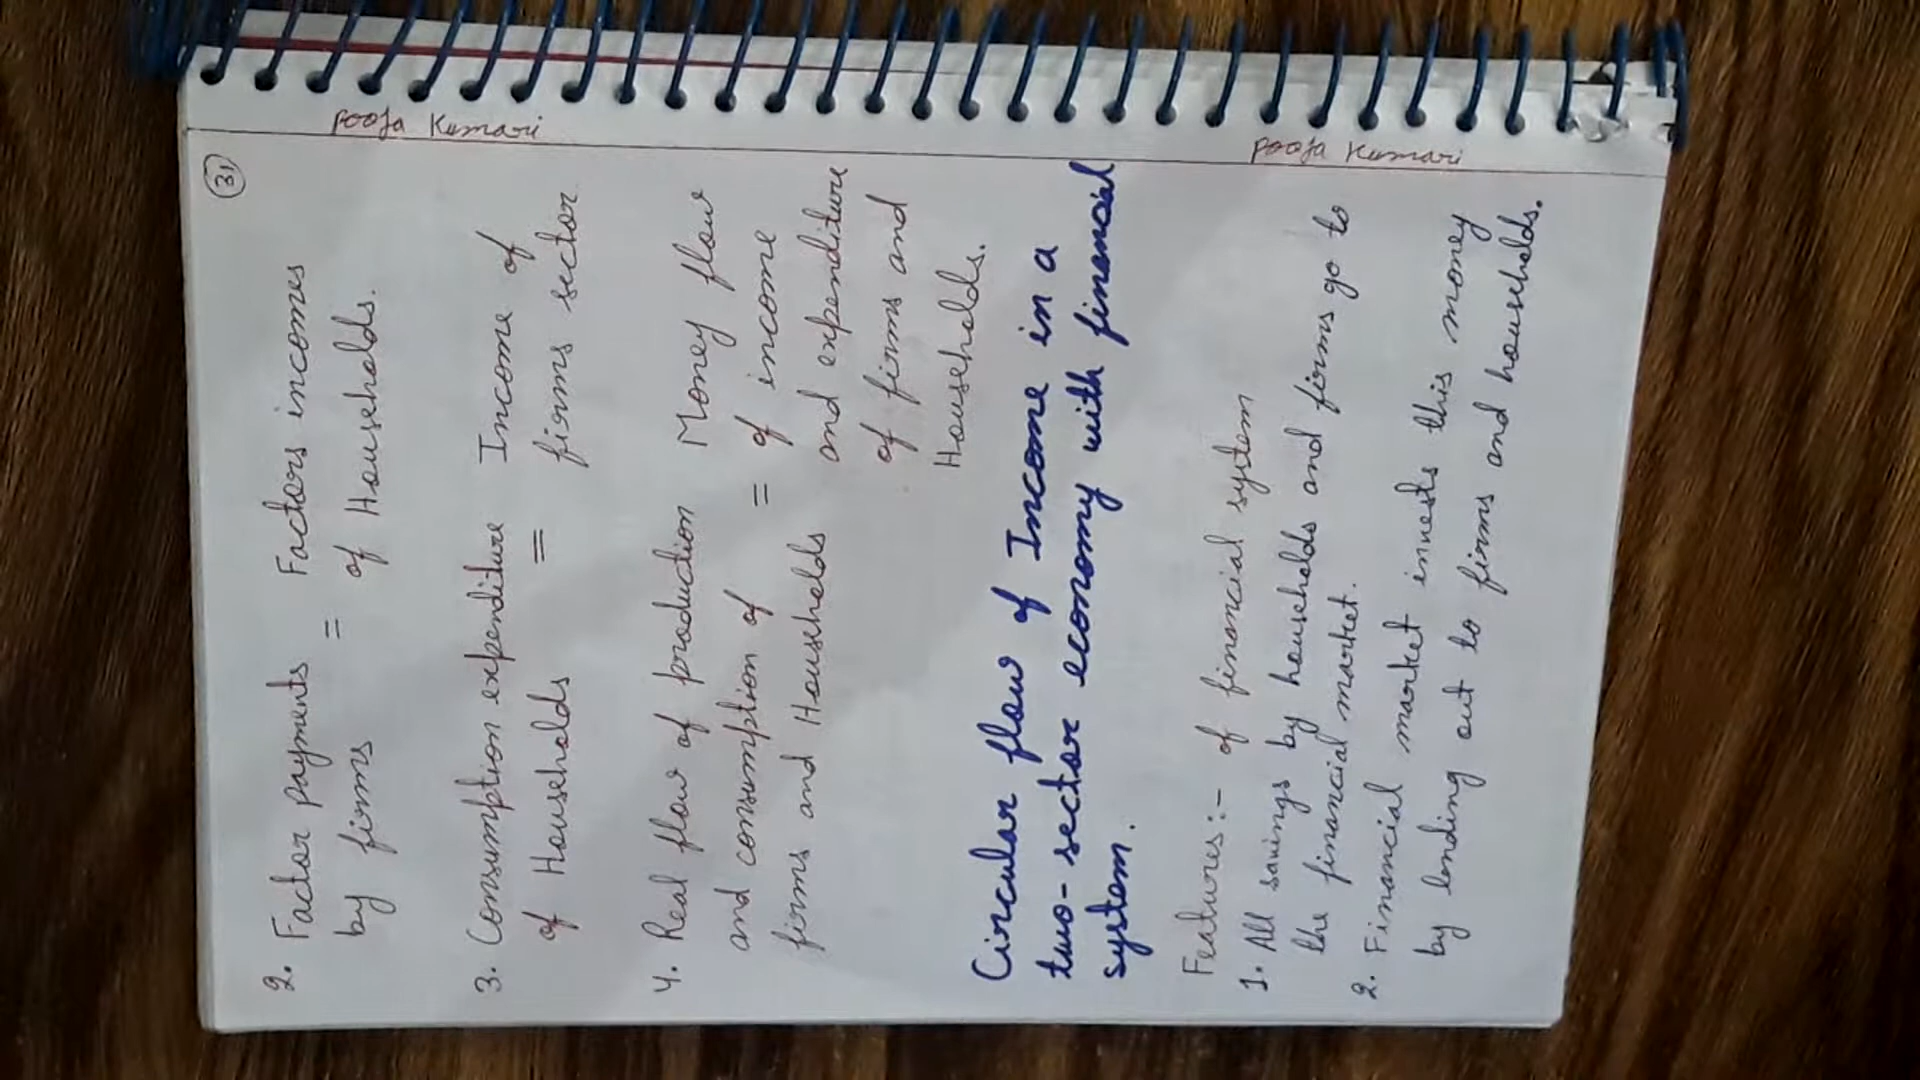 31
Pooja Kumari
Pooja Kumari
2. Factor payments = Factors incomes
by firms of Households.
3. Consumption expenditure = Income of
of Households firms sector
4. Real flow of production Money flow
and consumption of = of income
firms and Households and expenditure
of firms and
Households.
Circular flow of Income in a
two-sector economy with financial
system.
Features:- of financial system
1. All savings by households and firms go to
the financial market.
2. Financial market invests this money
by lending out to firms and households.